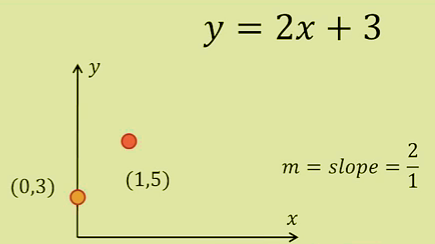 y = 2x + 3
y
(0,3)
(1,5)
m = slope = 2/1
x